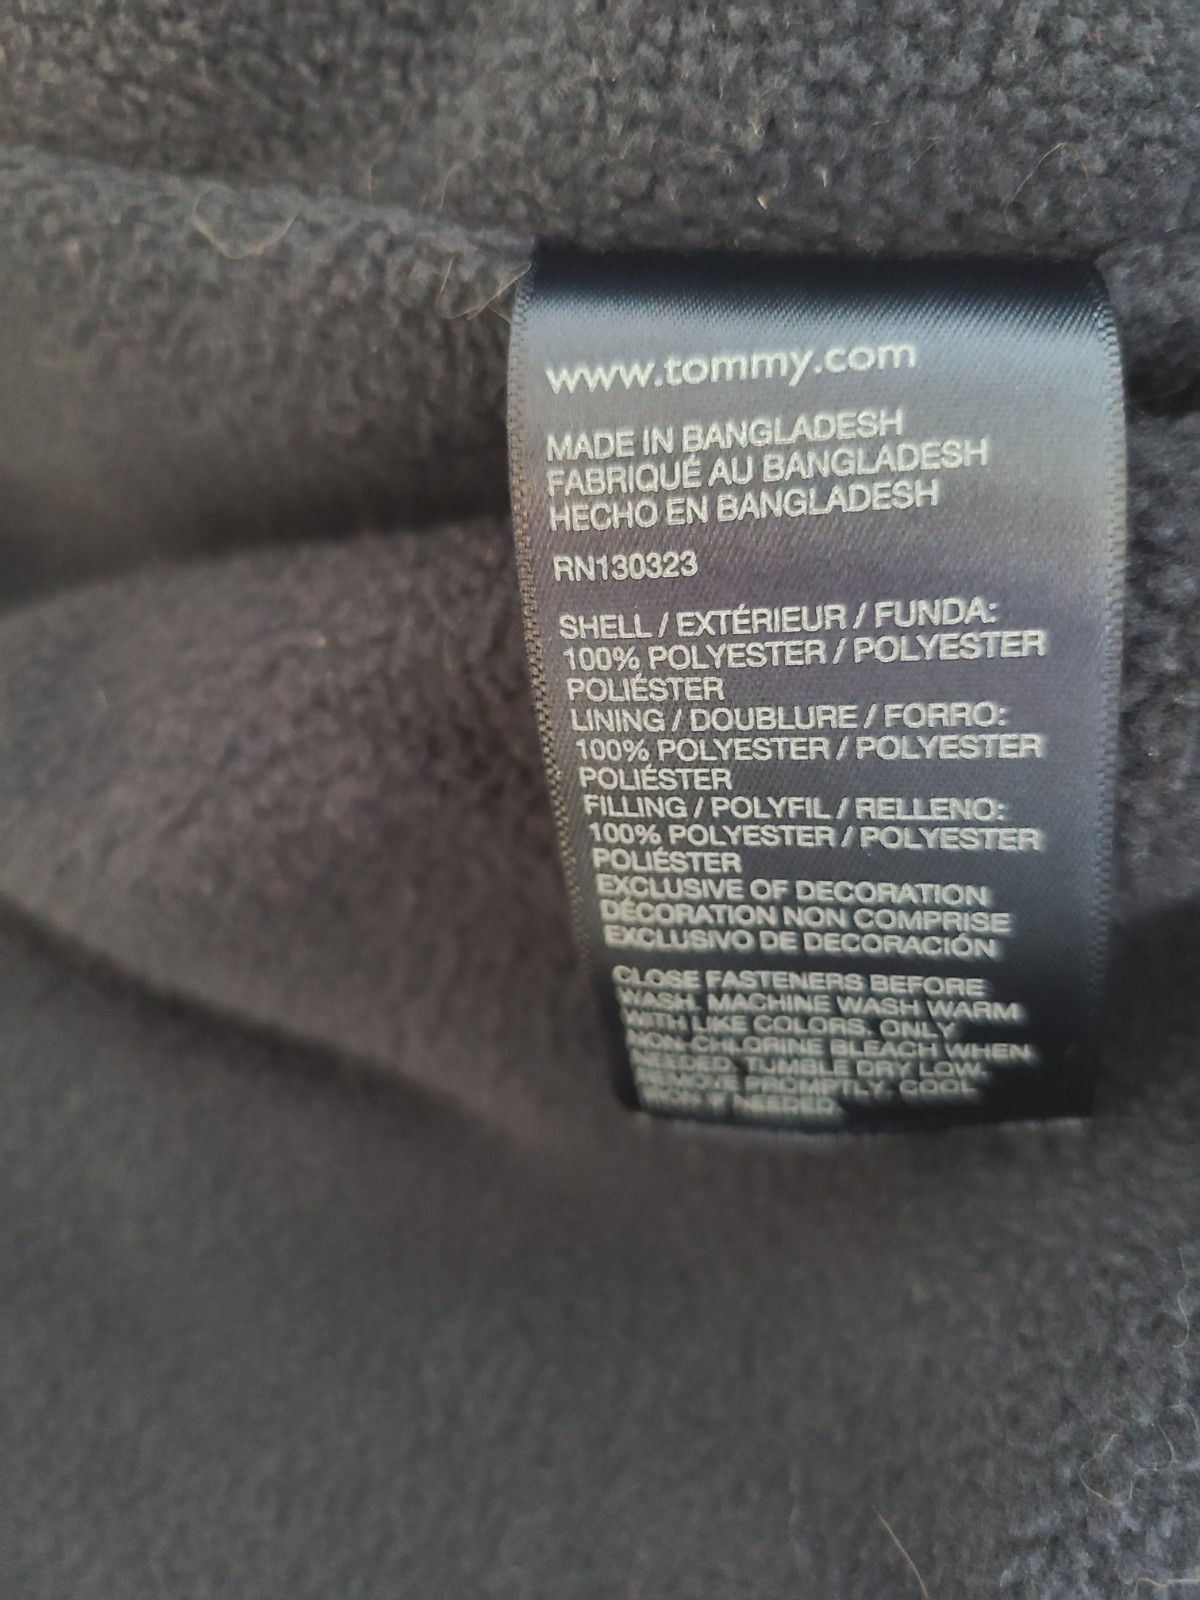 www.tommy.com
MADE IN BANGLADESH
FABRIQUÉ AU BANGLADESH
HECHO EN BANGLADESH
RN130323
SHELL / EXTÉRIEUR / FUNDA:
100% POLYESTER / POLYESTER
POLIÉSTER
LINING / DOUBLURE / FORRO:
100% POLYESTER / POLYESTER
POLIÉSTER
FILLING / POLYFIL / RELLENO:
100% POLYESTER / POLYESTER
POLIÉSTER
EXCLUSIVE OF DECORATION
DÉCORATION NON COMPRISE
EXCLUSIVO DE DECORACIÓN
CLOSE FASTENERS BEFORE
WASH. MACHINE WASH WARM
WITH LIKE COLORS. ONLY
NON-CHLORINE BLEACH WHEN
NEEDED. TUMBLE DRY LOW.
REMOVE PROMPTLY. COOL
IRON IF NEEDED.